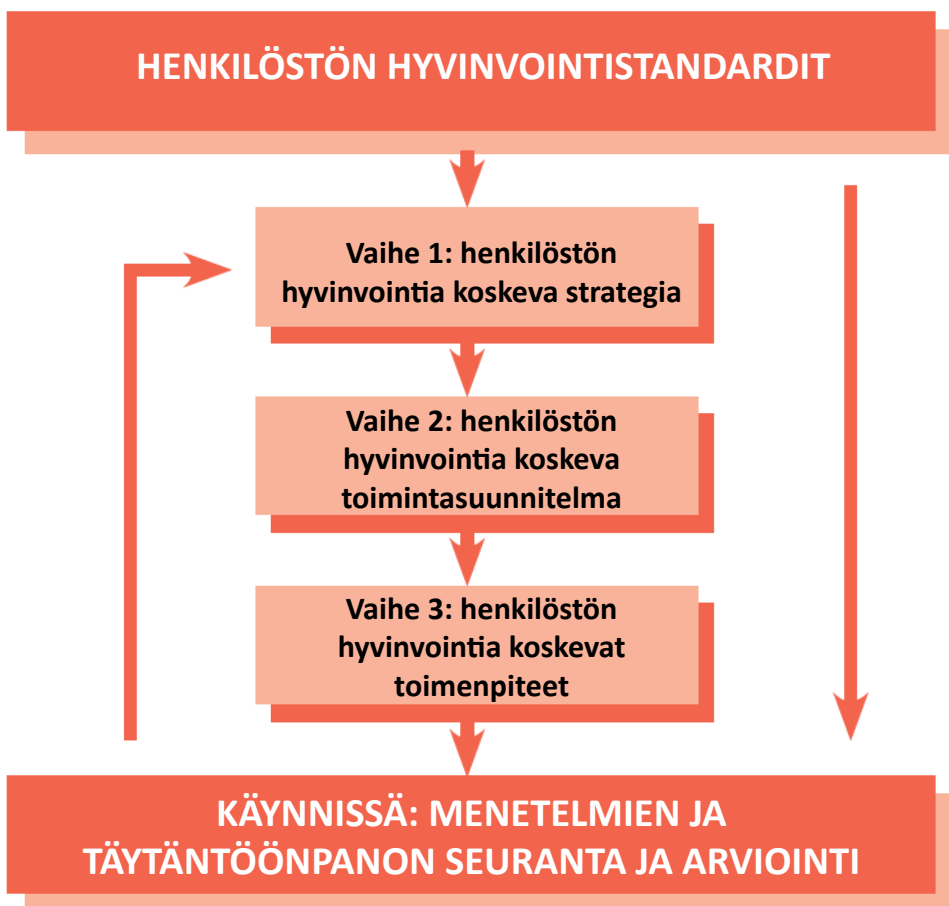 HENKILÖSTÖN HYVINVOINTISTANDARDIT
Vaihe 1: henkilöstön
hyvinvointia koskeva strategia
Vaihe 2: henkilöstön
hyvinvointia koskeva
toimintasuunnitelma
Vaihe 3: henkilöstön
hyvinvointia koskevat
toimenpiteet
KÄYNNISSÄ: MENETELMIEN JA
TÄYTÄNTÖÖNPANON SEURANTA JA ARVIOINTI